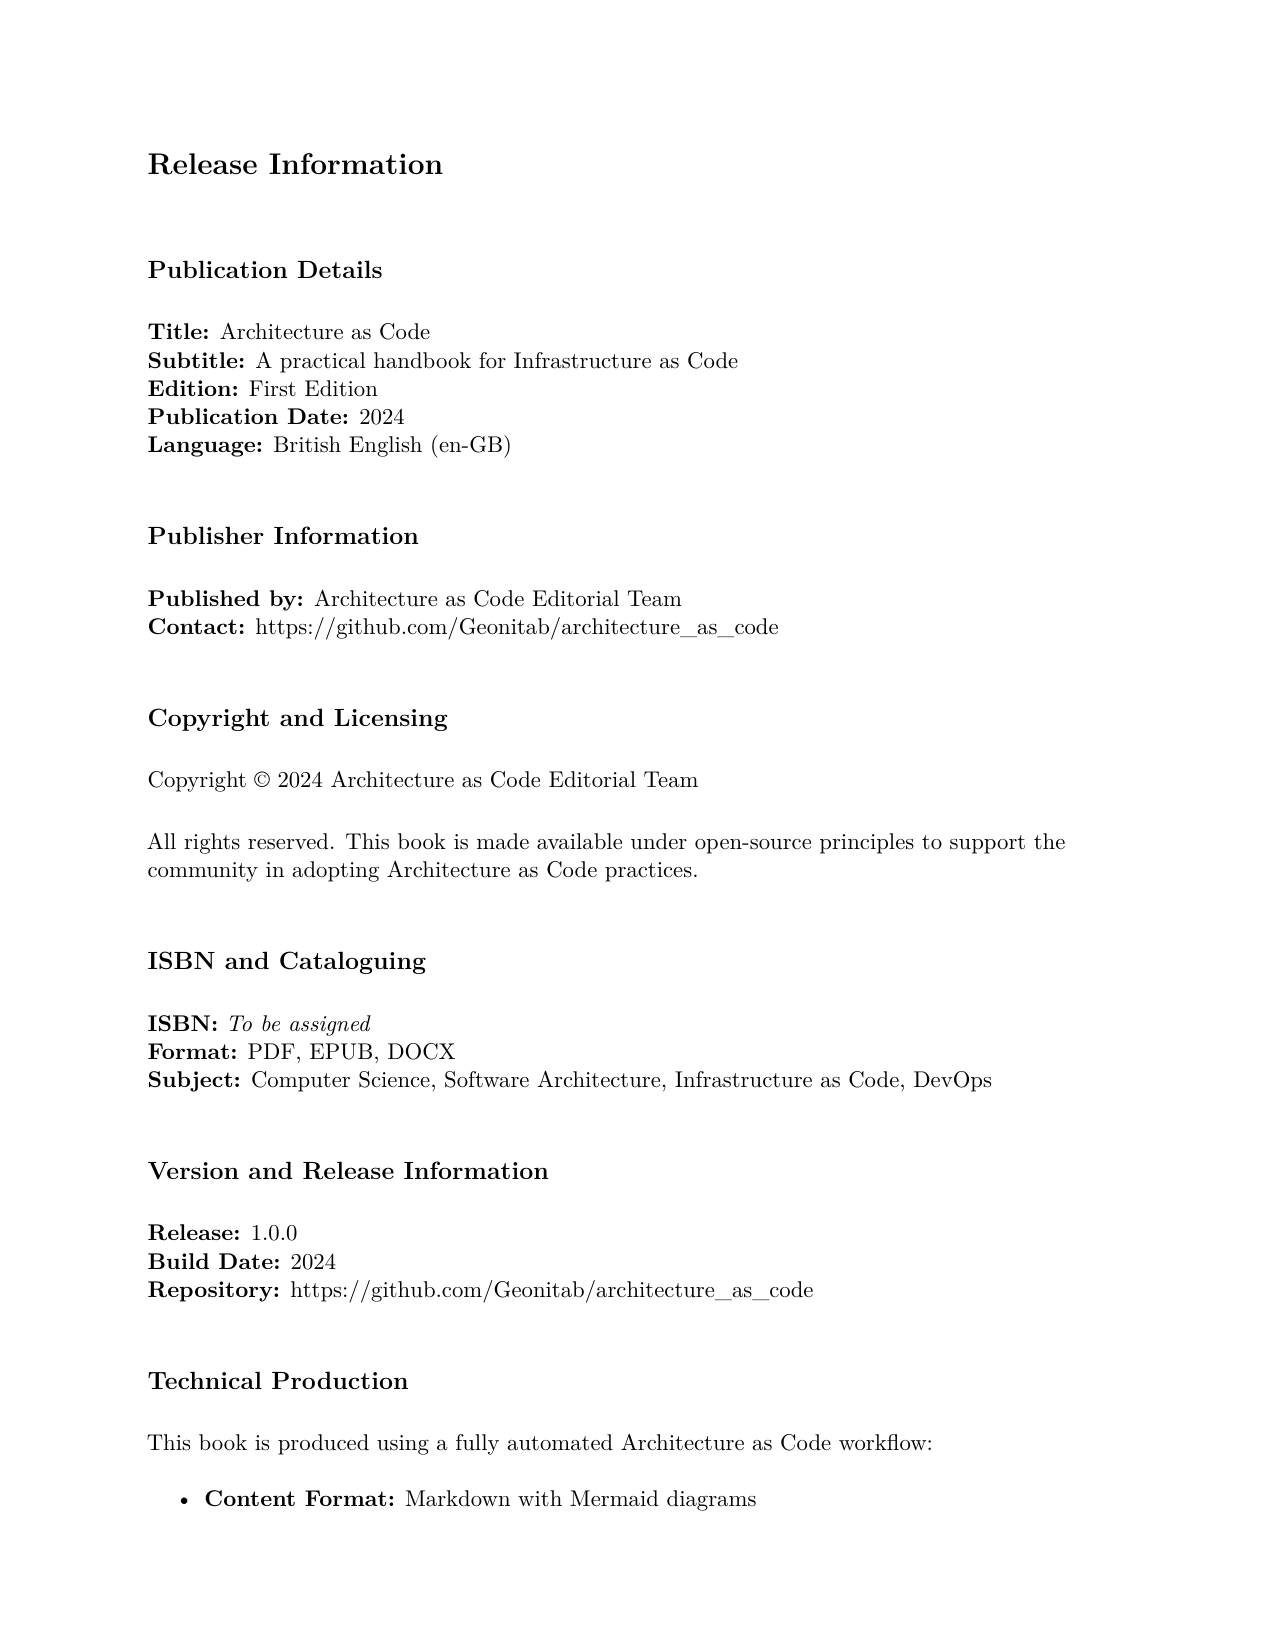 Release Information
Publication Details
Title: Architecture as Code
Subtitle: A practical handbook for Infrastructure as Code
Edition: First Edition
Publication Date: 2024
Language: British English (en-GB)
Publisher Information
Published by: Architecture as Code Editorial Team
Contact: https://github.com/Geonitab/architecture_as_code
Copyright and Licensing
Copyright © 2024 Architecture as Code Editorial Team
All rights reserved. This book is made available under open-source principles to support the
community in adopting Architecture as Code practices.
ISBN and Cataloguing
ISBN: To be assigned
Format: PDF, EPUB, DOCX
Subject: Computer Science, Software Architecture, Infrastructure as Code, DevOps
Version and Release Information
Release: 1.0.0
Build Date: 2024
Repository: https://github.com/Geonitab/architecture_as_code
Technical Production
This book is produced using a fully automated Architecture as Code workflow:
• Content Format: Markdown with Mermaid diagrams